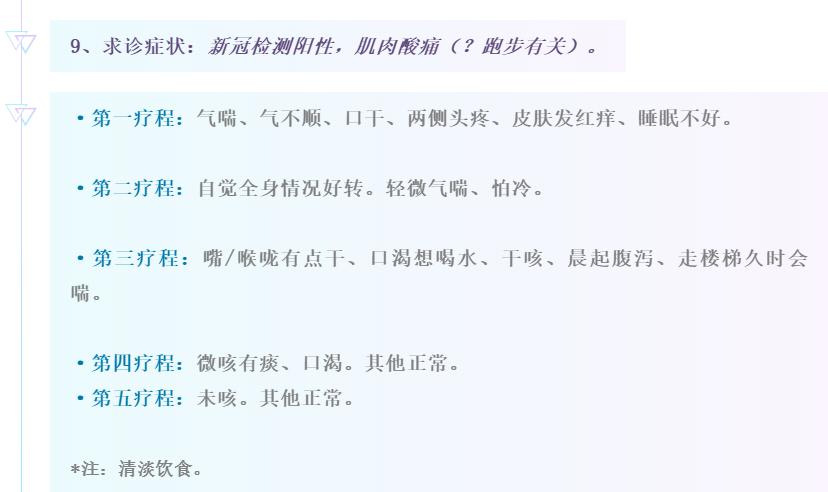 9、求诊症状：新冠检测阳性，肌肉酸痛（？跑步有关）。
·第一疗程：气喘、气不顺、口干、两侧头疼、皮肤发红痒、睡眠不好。
·第二疗程：自觉全身情况好转。轻微气喘、怕冷。
·第三疗程：嘴/喉咙有点干、口渴想喝水、干咳、晨起腹泻、走楼梯久时会
喘。
·第四疗程：微咳有痰、口渴。其他正常。
·第五疗程：未咳。其他正常。
*注：清淡饮食。